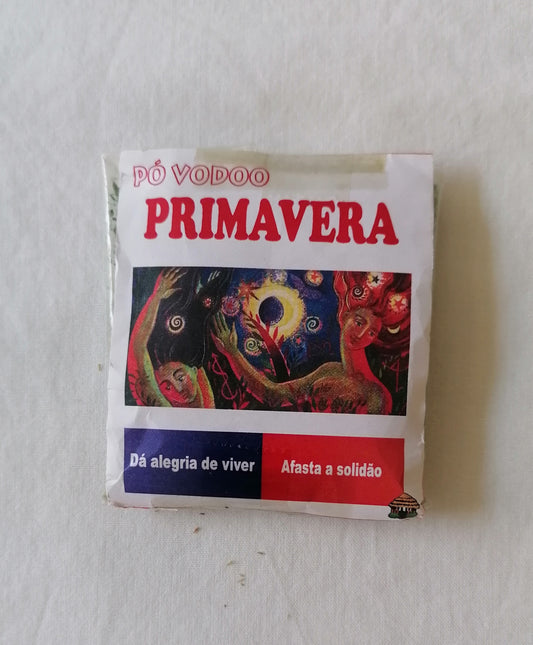 PÓ VODOO
PRIMAVERA
Dá alegria de viver
Afasta a solidão